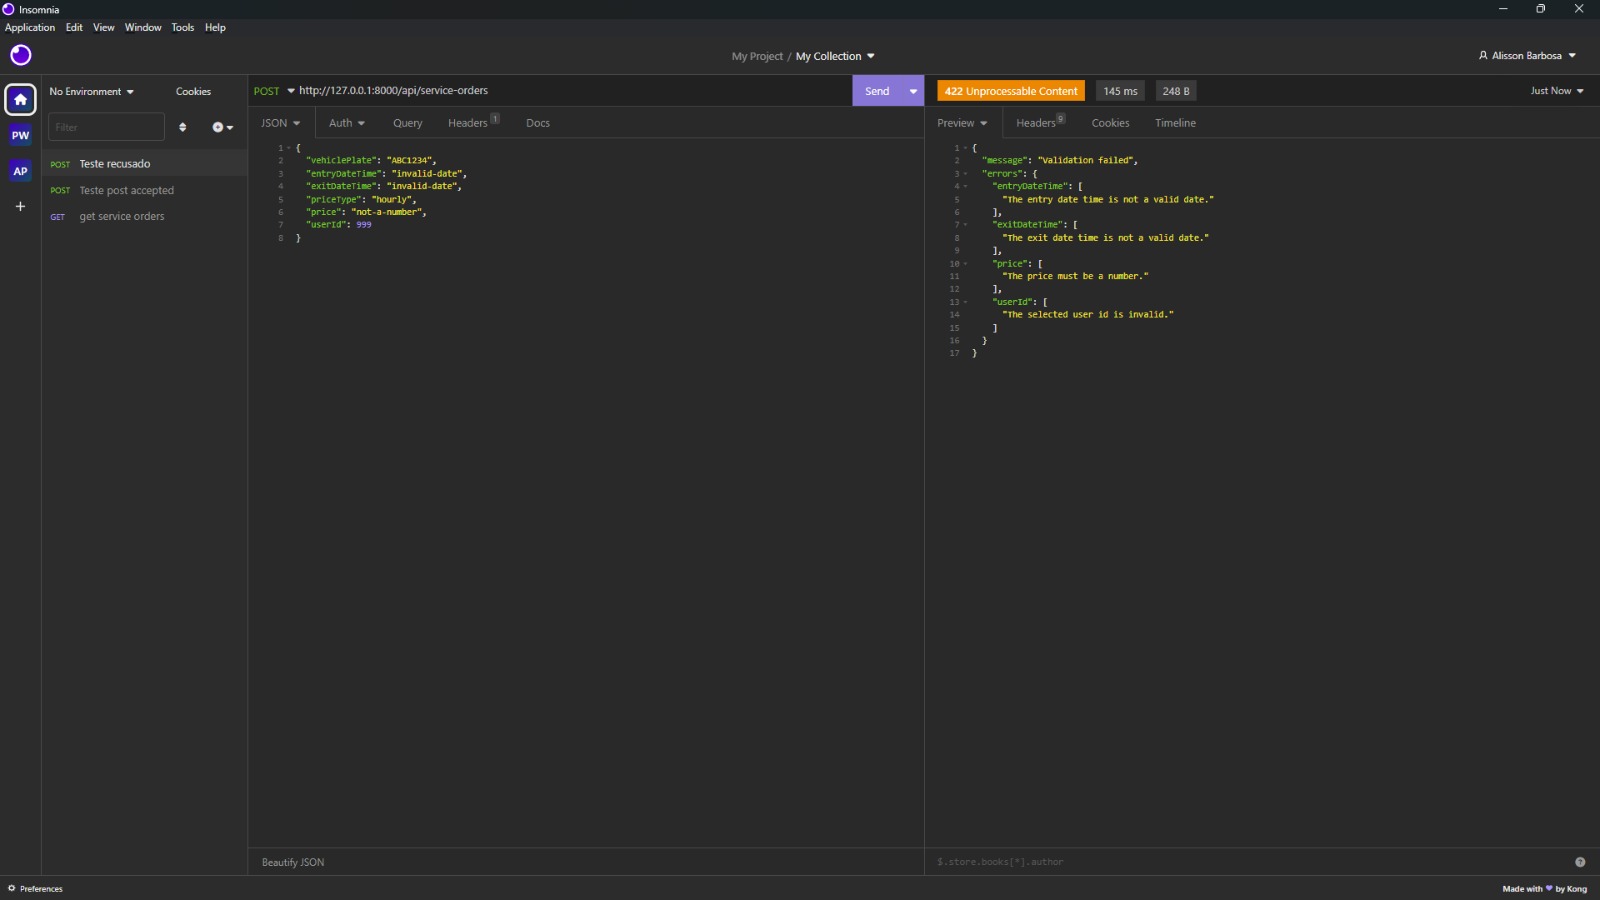 Insomnia
Application Edit View Window Tools Help
My Project / My Collection
Alisson Barbosa
No Environment Cookies
POST http://127.0.0.1:8000/api/service-orders
Send
422 Unprocessable Content 145 ms 248 B
Just Now
Filter
JSON Auth Query Headers 1 Docs
Preview Headers 9 Cookies Timeline
PW
AP
POST Teste recusado
POST Teste post accepted
GET get service orders
1 {
2 "vehiclePlate": "ABC1234",
3 "entryDateTime": "invalid-date",
4 "exitDateTime": "invalid-date",
5 "priceType": "hourly",
6 "price": "not-a-number",
7 "userId": 999
8 }
1 {
2 "message": "Validation failed",
3 "errors": {
4 "entryDateTime": [
5 "The entry date time is not a valid date."
6 ],
7 "exitDateTime": [
8 "The exit date time is not a valid date."
9 ],
10 "price": [
11 "The price must be a number."
12 ],
13 "userId": [
14 "The selected user id is invalid."
15 ]
16 }
17 }
Beautify JSON
$.store.books[*].author
Preferences
Made with ♥ by Kong